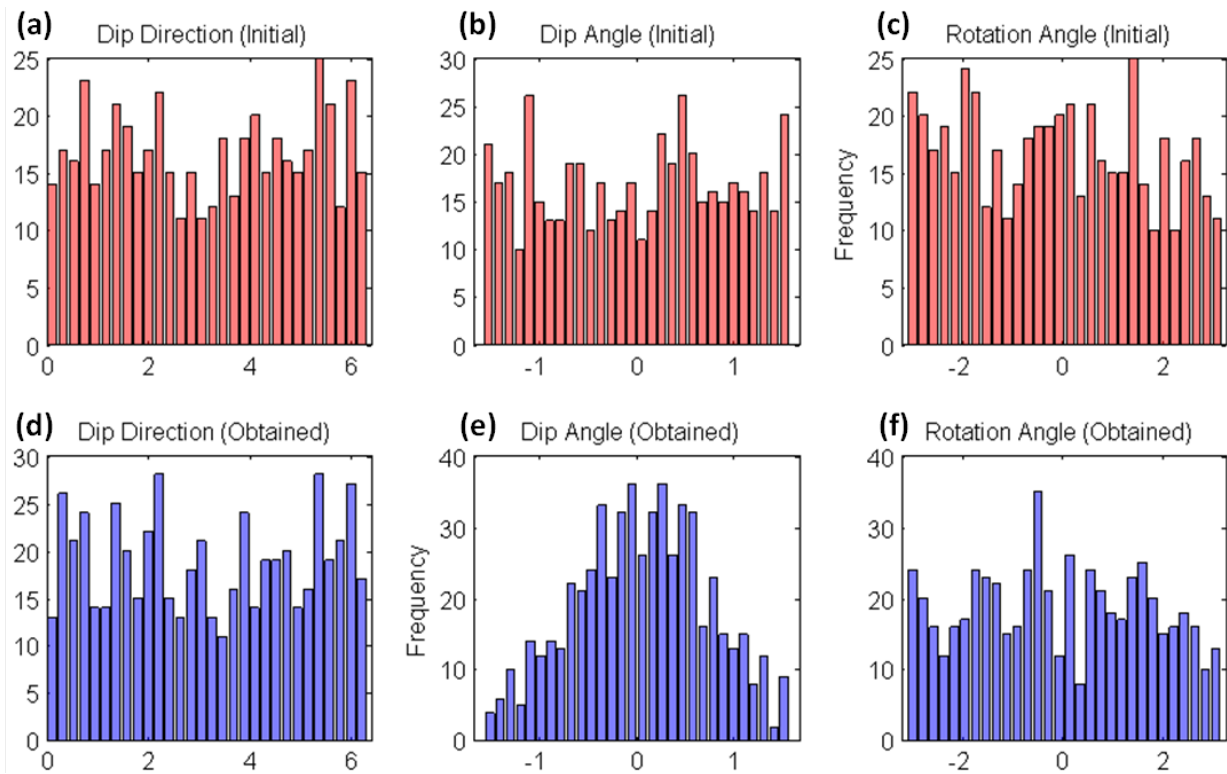 (a) Dip Direction (Initial)
25
20
15
10
5
0
0 2 4 6
(b) Dip Angle (Initial)
30
25
20
15
10
5
0
-1 0 1
(c) Rotation Angle (Initial)
Frequency
25
20
15
10
5
0
-2 0 2
(d) Dip Direction (Obtained)
30
25
20
15
10
5
0
0 2 4 6
(e) Dip Angle (Obtained)
Frequency
40
30
20
10
0
-1 0 1
(f) Rotation Angle (Obtained)
40
30
20
10
0
-2 0 2